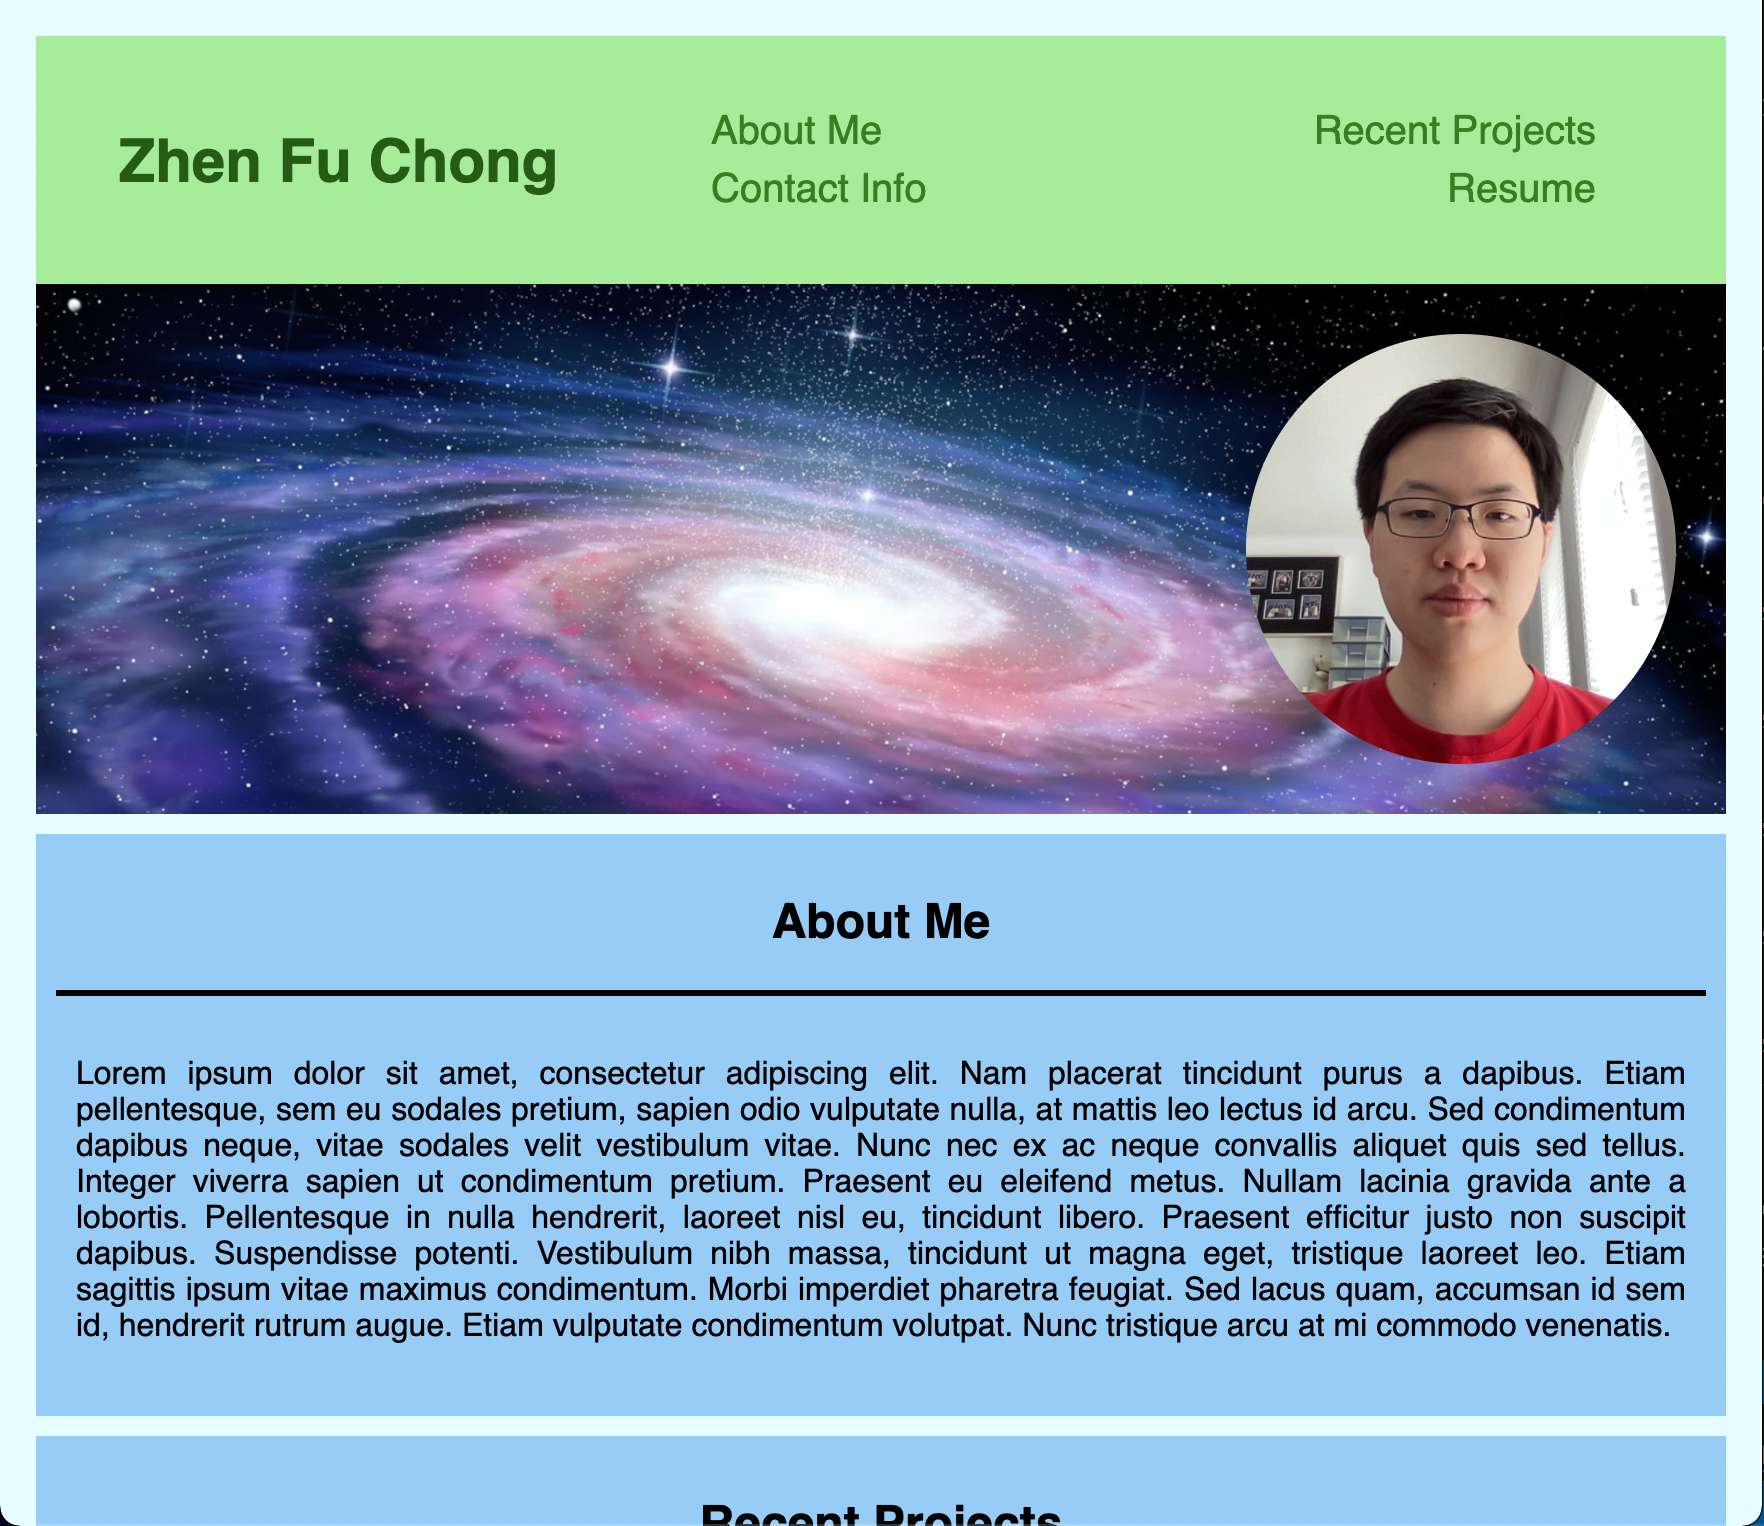 Zhen Fu Chong
About Me
Recent Projects
Contact Info
Resume
About Me
Lorem ipsum dolor sit amet, consectetur adipiscing elit. Nam placerat tincidunt purus a dapibus. Etiam
pellentesque, sem eu sodales pretium, sapien odio vulputate nulla, at mattis leo lectus id arcu. Sed condimentum
dapibus neque, vitae sodales velit vestibulum vitae. Nunc nec ex ac neque convallis aliquet quis sed tellus.
Integer viverra sapien ut condimentum pretium. Praesent eu eleifend metus. Nullam lacinia gravida ante a
lobortis. Pellentesque in nulla hendrerit, laoreet nisl eu, tincidunt libero. Praesent efficitur justo non suscipit
dapibus. Suspendisse potenti. Vestibulum nibh massa, tincidunt ut magna eget, tristique laoreet leo. Etiam
sagittis ipsum vitae maximus condimentum. Morbi imperdiet pharetra feugiat. Sed lacus quam, accumsan id sem
id, hendrerit rutrum augue. Etiam vulputate condimentum volutpat. Nunc tristique arcu at mi commodo venenatis.
Recent Projects